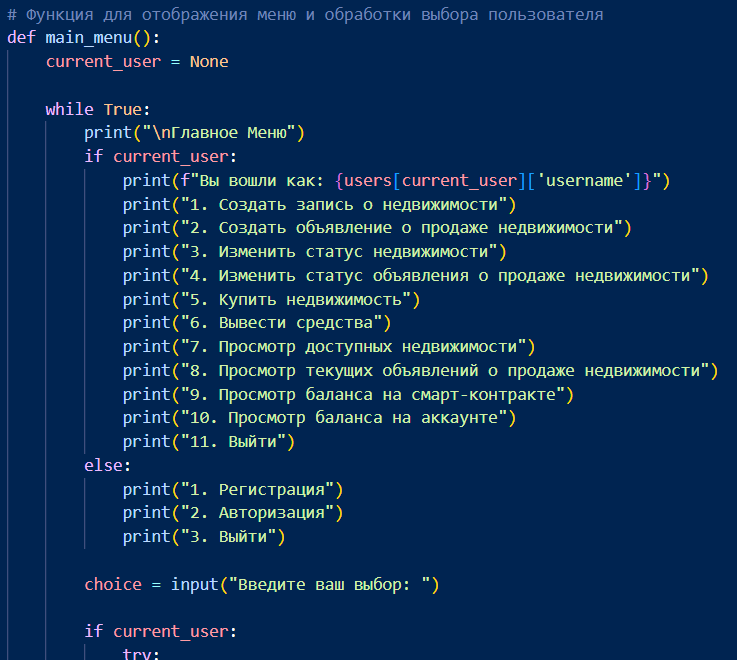 # Функция для отображения меню и обработки выбора пользователя
def main_menu():
    current_user = None

    while True:
        print("\nГлавное Меню")
        if current_user:
            print(f"Вы вошли как: {users[current_user]['username']}")
            print("1. Создать запись о недвижимости")
            print("2. Создать объявление о продаже недвижимости")
            print("3. Изменить статус недвижимости")
            print("4. Изменить статус объявления о продаже недвижимости")
            print("5. Купить недвижимость")
            print("6. Вывести средства")
            print("7. Просмотр доступных недвижимости")
            print("8. Просмотр текущих объявлений о продаже недвижимости")
            print("9. Просмотр баланса на смарт-контракте")
            print("10. Просмотр баланса на аккаунте")
            print("11. Выйти")
        else:
            print("1. Регистрация")
            print("2. Авторизация")
            print("3. Выйти")

        choice = input("Введите ваш выбор: ")

        if current_user:
            try: